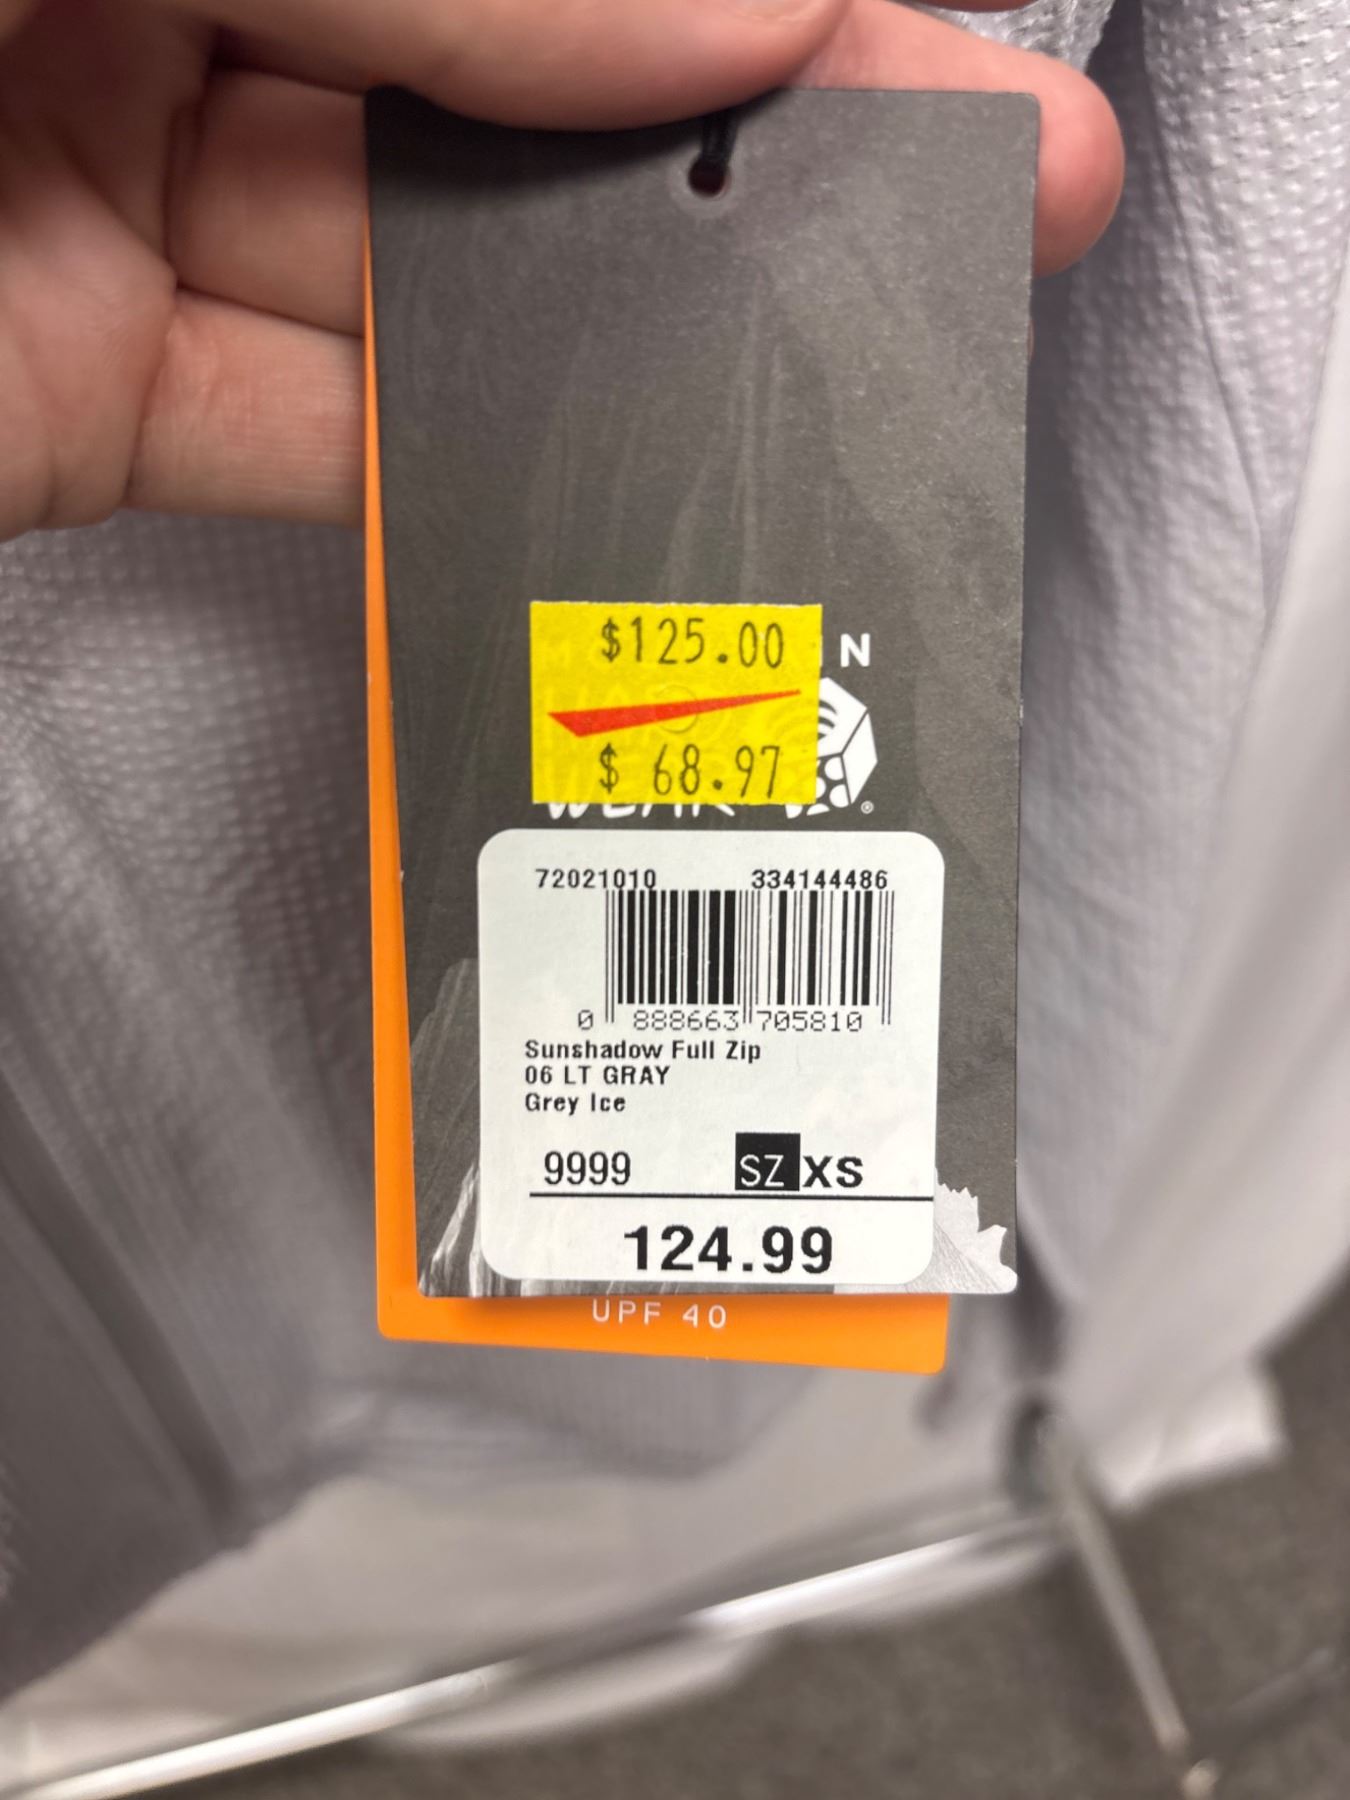 $125.00
N
$ 68.97
WEAR
®
72021010 334144486
0 888663 705810
Sunshadow Full Zip
06 LT GRAY
Grey Ice
9999 SZ XS
124.99
UPF 40